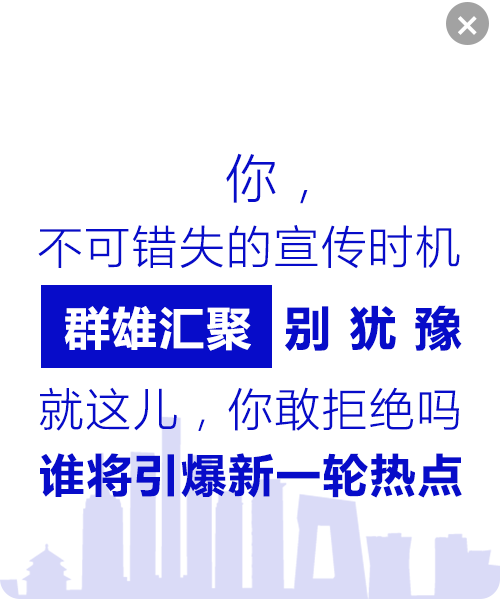 你，
不可错失的宣传时机
群雄汇聚 别犹豫
就这儿，你敢拒绝吗
谁将引爆新一轮热点